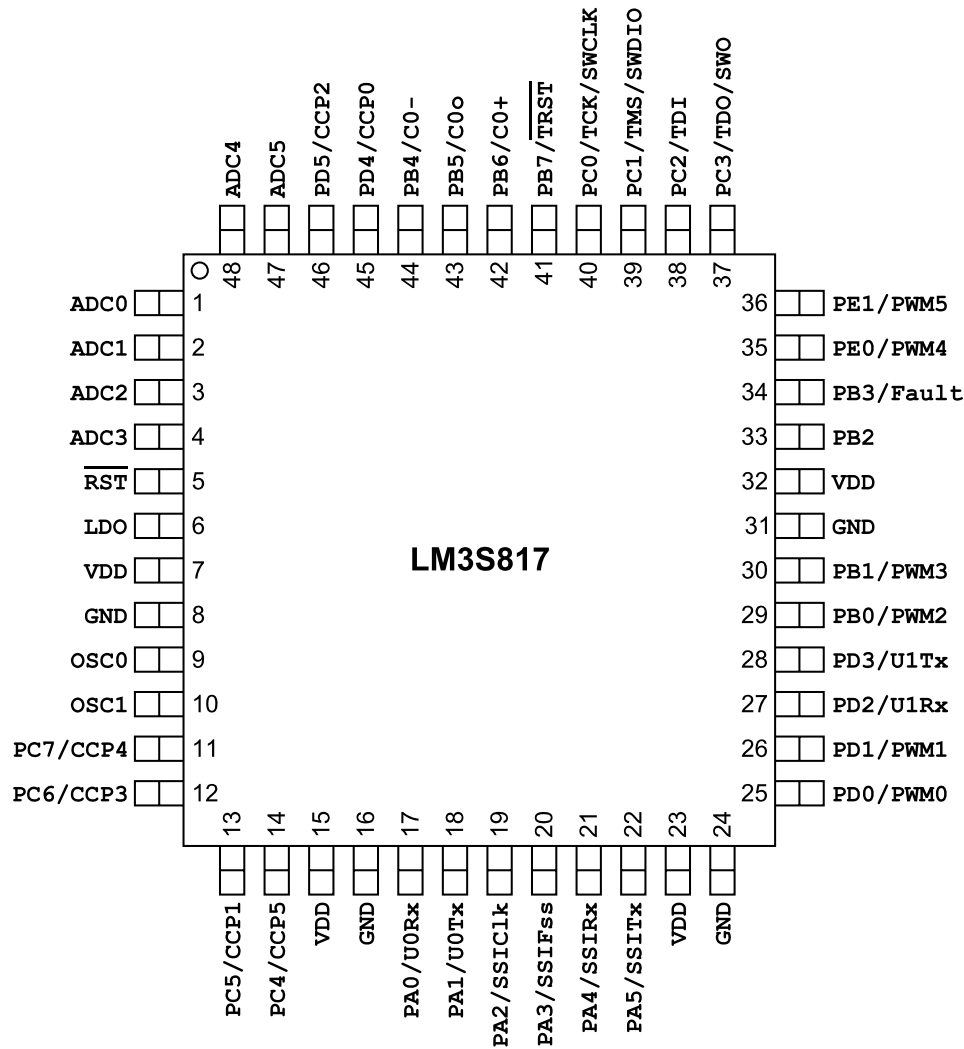 ADC4
ADC5
PD5/CCP2
PD4/CCP0
PB4/C0-
PB5/C0o
PB6/C0+
PB7/TRST
PC0/TCK/SWCLK
PC1/TMS/SWDIO
PC2/TDI
PC3/TDO/SWO
48 47 46 45 44 43 42 41 40 39 38 37
ADC0 1 36 PE1/PWM5
ADC1 2 35 PE0/PWM4
ADC2 3 34 PB3/Fault
ADC3 4 33 PB2
RST 5 32 VDD
LDO 6 31 GND
LM3S817
VDD 7 30 PB1/PWM3
GND 8 29 PB0/PWM2
OSC0 9 28 PD3/U1Tx
OSC1 10 27 PD2/U1Rx
PC7/CCP4 11 26 PD1/PWM1
PC6/CCP3 12 25 PD0/PWM0
13 14 15 16 17 18 19 20 21 22 23 24
PC5/CCP1
PC4/CCP5
VDD
GND
PA0/U0Rx
PA1/U0Tx
PA2/SSIClk
PA3/SSIFss
PA4/SSIRx
PA5/SSITx
VDD
GND